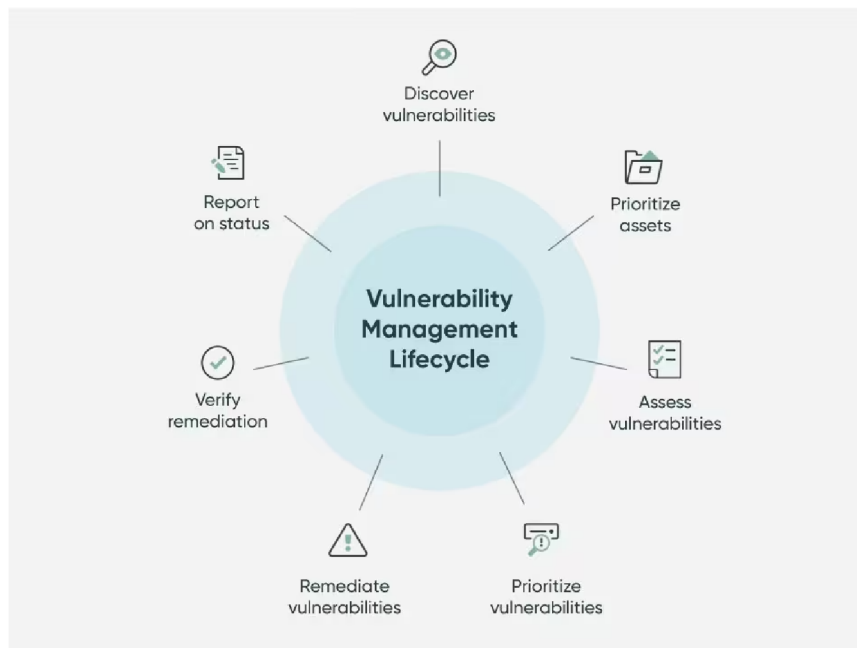 Discover
vulnerabilities
Prioritize
assets
Assess
vulnerabilities
Prioritize
vulnerabilities
Remediate
vulnerabilities
Verify
remediation
Report
on status
Vulnerability
Management
Lifecycle